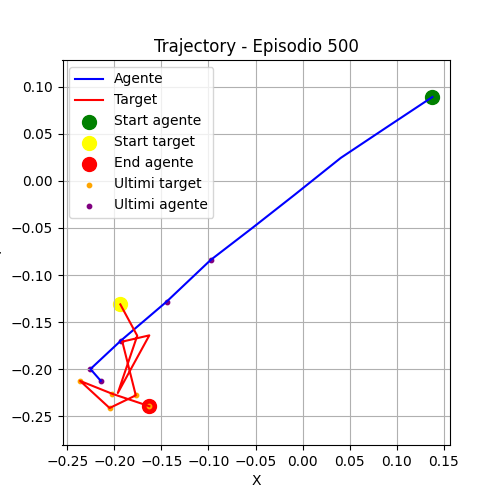 Trajectory - Episodio 500
Agente
Target
Start agente
Start target
End agente
Ultimi target
Ultimi agente
0.10
0.05
0.00
−0.05
−0.10
−0.15
−0.20
−0.25
−0.25 −0.20 −0.15 −0.10 −0.05 0.00 0.05 0.10 0.15
X